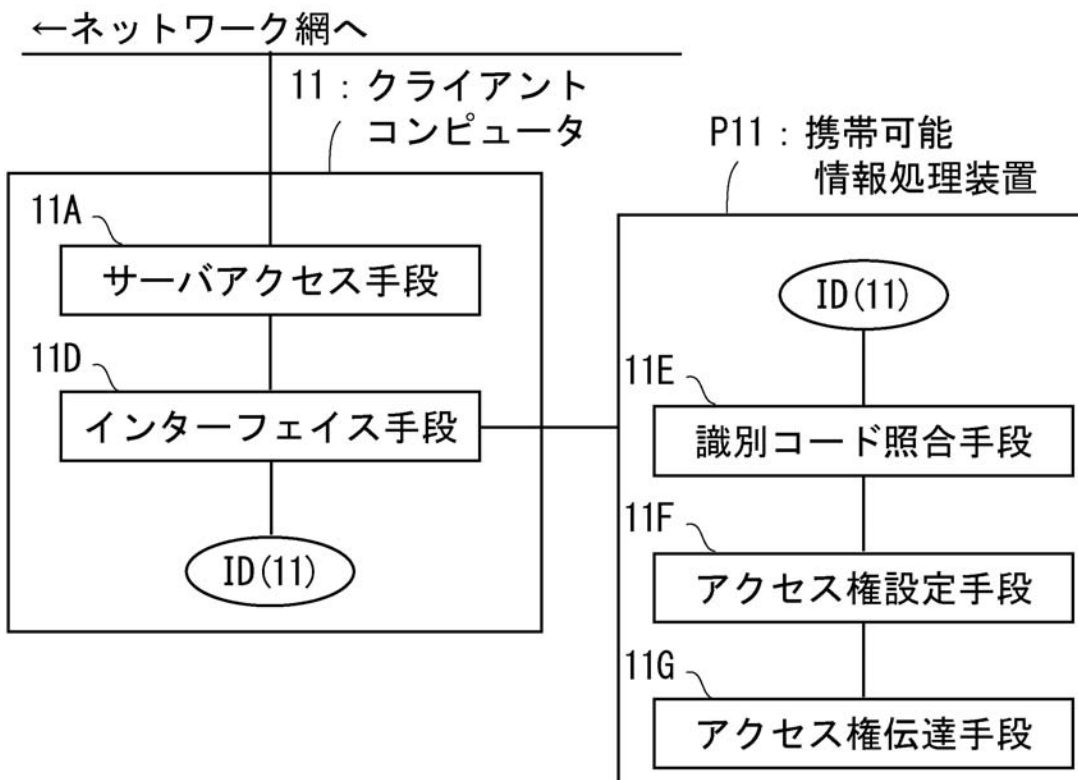 ←ネットワーク網へ
11：クライアント
コンピュータ
P11：携帯可能
情報処理装置
11A
サーバアクセス手段
11D
インターフェイス手段
ID(11)
ID(11)
11E
識別コード照合手段
11F
アクセス権設定手段
11G
アクセス権伝達手段